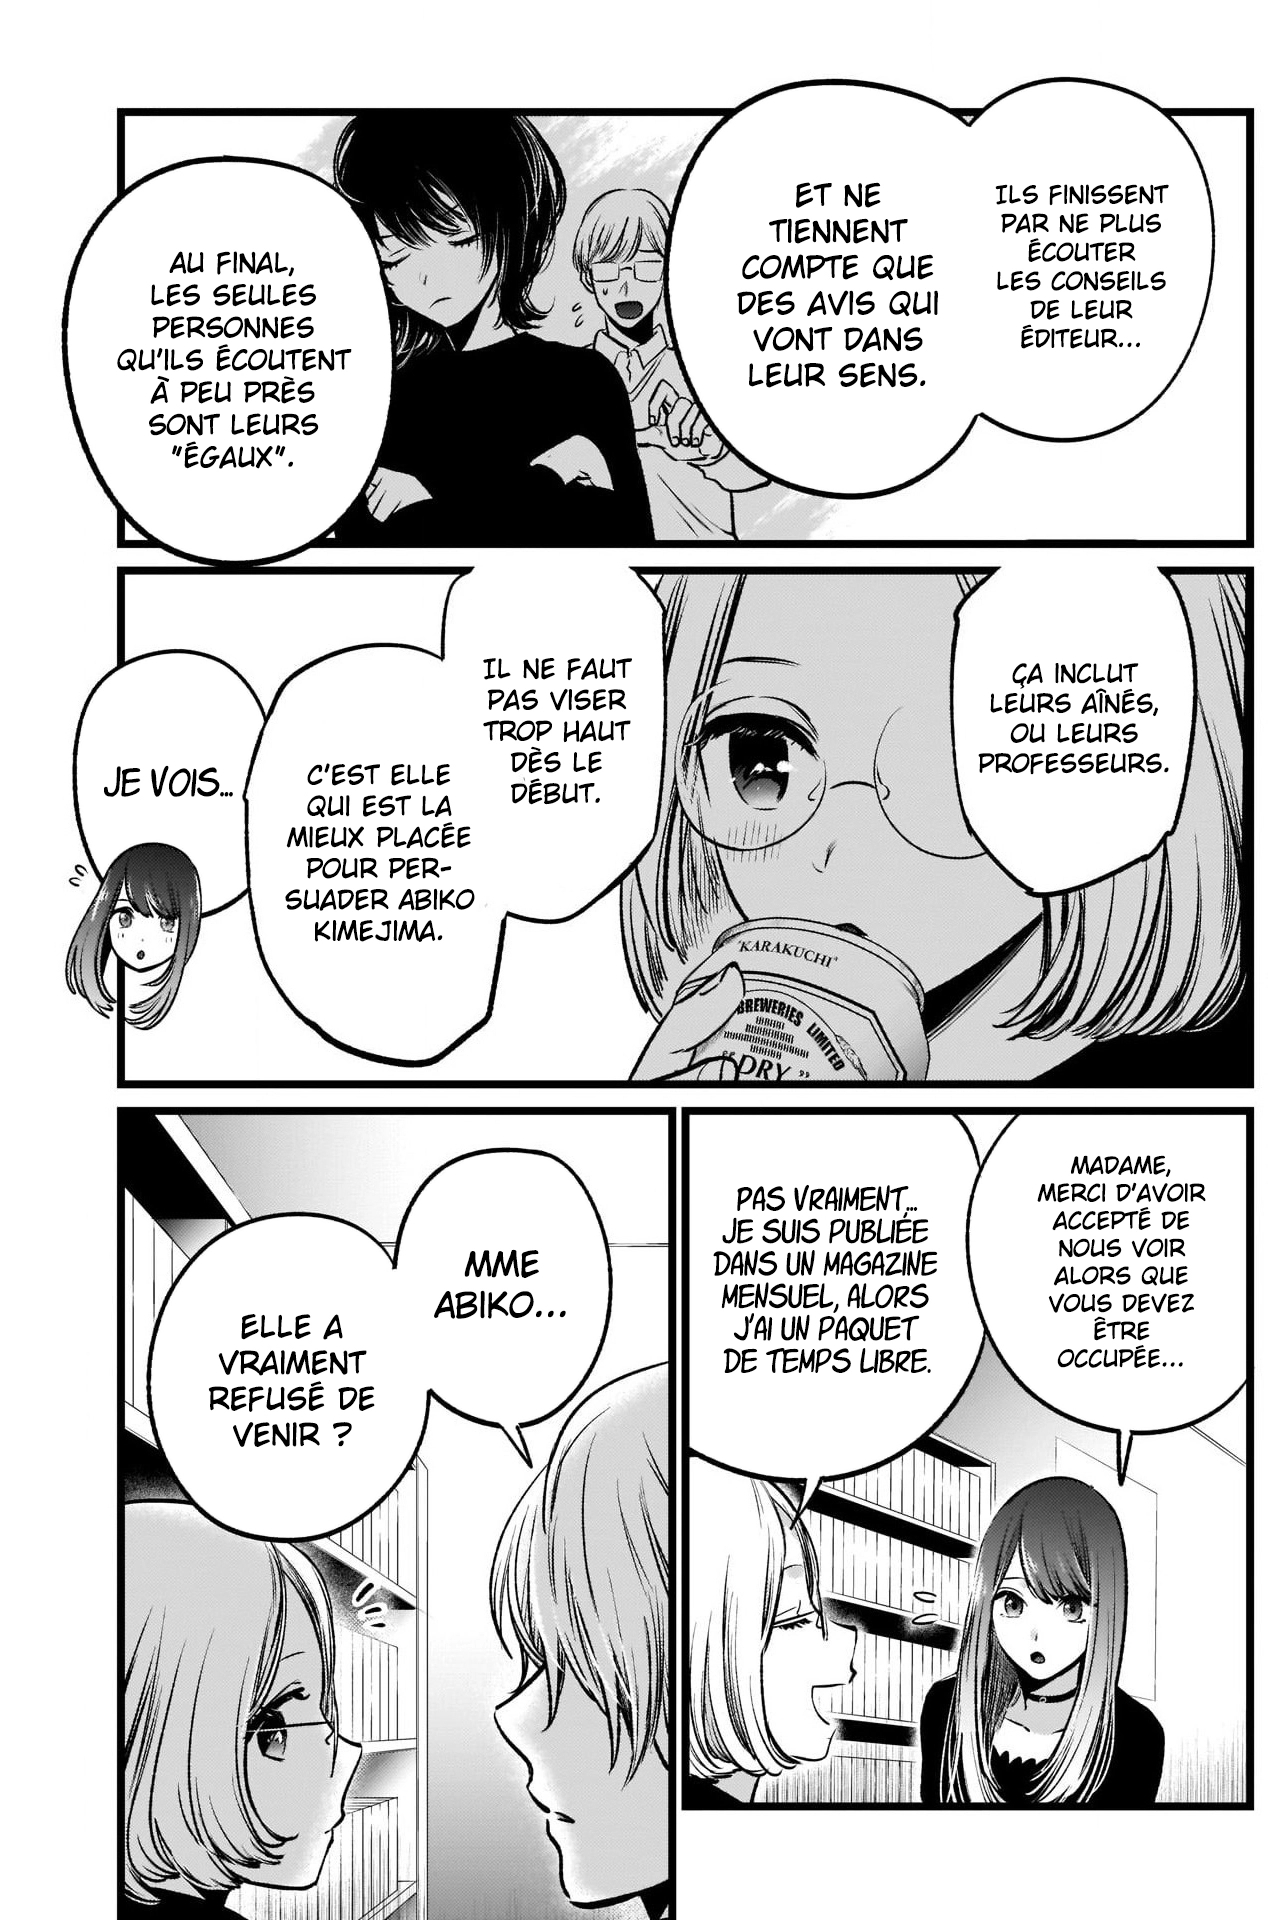 ILS FINISSENT
PAR NE PLUS
ÉCOUTER
LES CONSEILS
DE LEUR
ÉDITEUR...
ET NE
TIENNENT
COMPTE QUE
DES AVIS QUI
VONT DANS
LEUR SENS.
AU FINAL,
LES SEULES
PERSONNES
QU'ILS ÉCOUTENT
À PEU PRÈS
SONT LEURS
"ÉGAUX".
ÇA INCLUT
LEURS AÎNÉS,
OU LEURS
PROFESSEURS.
IL NE FAUT
PAS VISER
TROP HAUT
DÈS LE
DÉBUT.
C'EST ELLE
QUI EST LA
MIEUX PLACÉE
POUR PER-
SUADER ABIKO
KIMEJIMA.
JE VOIS...
"KARAKUCHI"
BREWERIES LIMITED
"DRY"
MADAME,
MERCI D'AVOIR
ACCEPTÉ DE
NOUS VOIR
ALORS QUE
VOUS DEVEZ
ÊTRE
OCCUPÉE...
PAS VRAIMENT...
JE SUIS PUBLIÉE
DANS UN MAGAZINE
MENSUEL, ALORS
J'AI UN PAQUET
DE TEMPS LIBRE.
MME
ABIKO...
ELLE A
VRAIMENT
REFUSÉ DE
VENIR ?